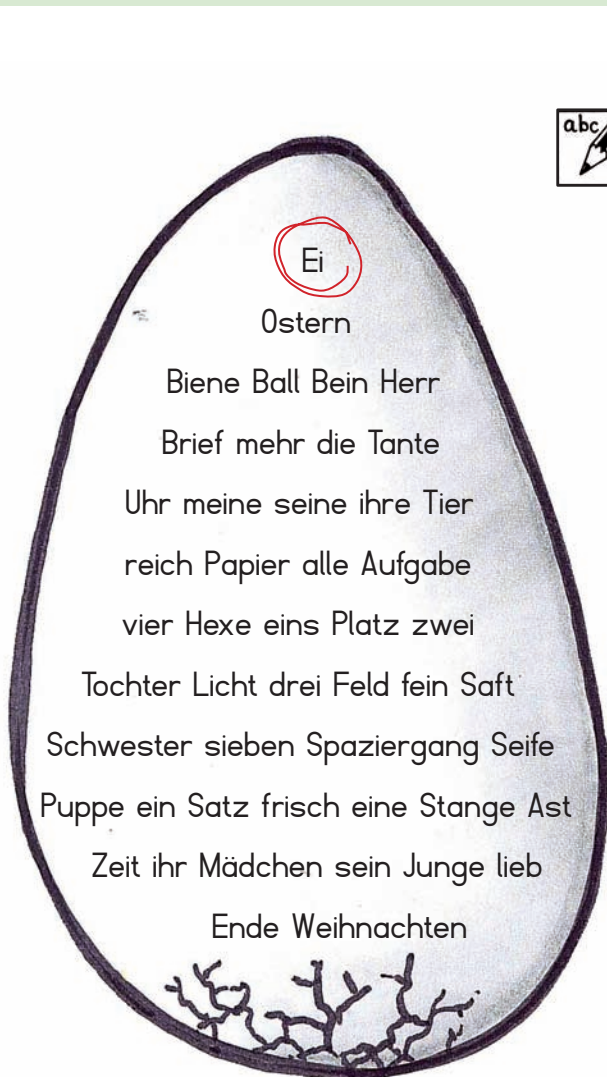 abc
Ei
Ostern
Biene Ball Bein Herr
Brief mehr die Tante
Uhr meine seine ihre Tier
reich Papier alle Aufgabe
vier Hexe eins Platz zwei
Tochter Licht drei Feld fein Saft
Schwester sieben Spaziergang Seife
Puppe ein Satz frisch eine Stange Ast
Zeit ihr Mädchen sein Junge lieb
Ende Weihnachten